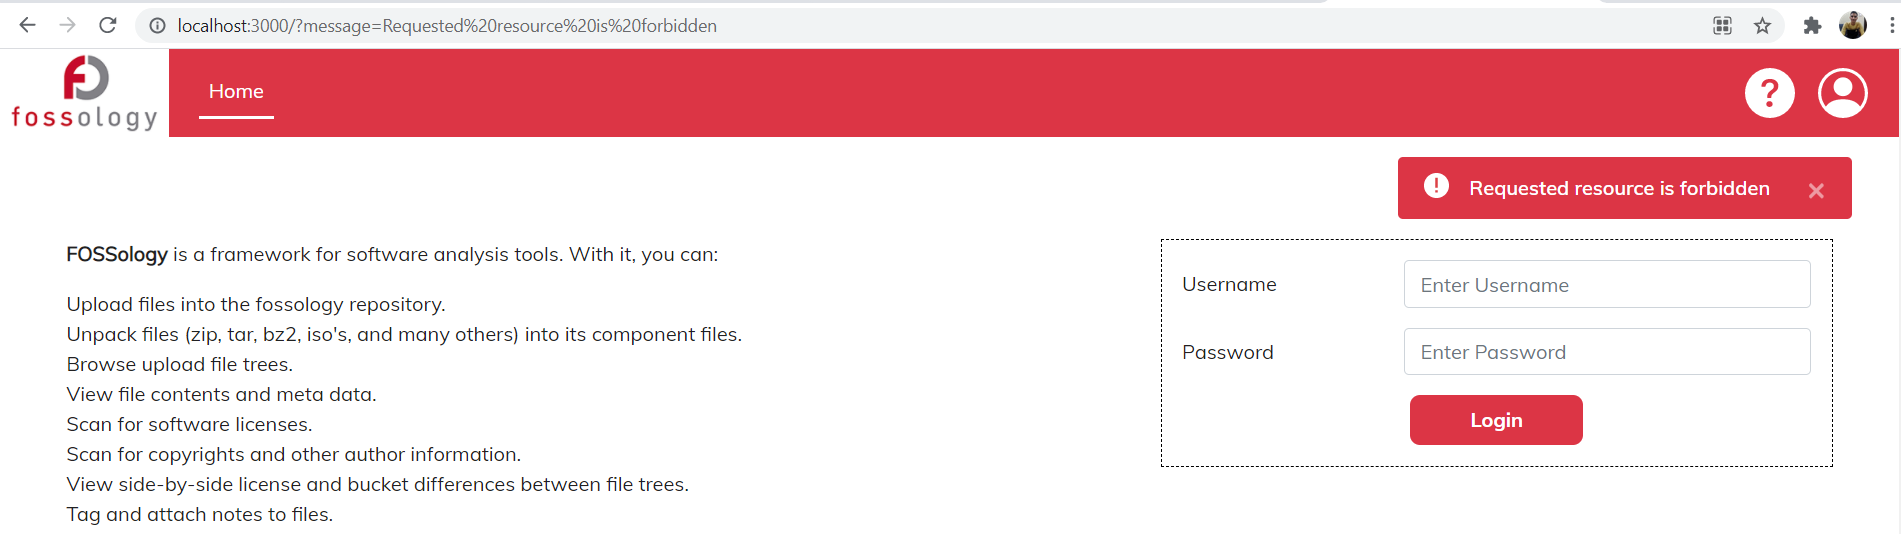 localhost:3000/?message=Requested%20resource%20is%20forbidden
fossology
Home
?
! Requested resource is forbidden ×
FOSSology is a framework for software analysis tools. With it, you can:
Upload files into the fossology repository.
Unpack files (zip, tar, bz2, iso's, and many others) into its component files.
Browse upload file trees.
View file contents and meta data.
Scan for software licenses.
Scan for copyrights and other author information.
View side-by-side license and bucket differences between file trees.
Tag and attach notes to files.
Username
Enter Username
Password
Enter Password
Login